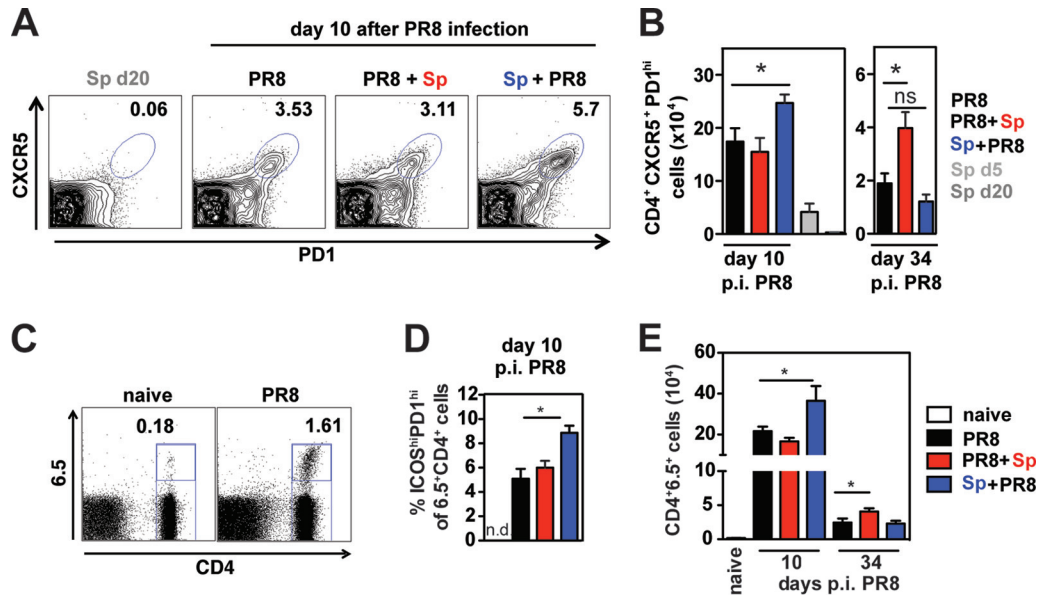 A
day 10 after PR8 infection
Sp d20
PR8
PR8 + Sp
Sp + PR8
0.06
3.53
3.11
5.7
CXCR5
PD1
B
CD4⁺ CXCR5⁺ PD1ʰⁱ
cells (x10⁴)
30
20
10
0
*
day 10
p.i. PR8
6
4
2
0
*
ns
day 34
p.i. PR8
PR8
PR8+Sp
Sp+PR8
Sp d5
Sp d20
C
naive
PR8
0.18
1.61
6.5
CD4
D
day 10
p.i. PR8
% ICOSʰⁱPD1ʰⁱ
of 6.5⁺CD4⁺ cells
12
10
8
6
4
2
0
*
n.d.
E
CD4⁺6.5⁺ cells (10⁴)
60
40
20
5
0
*
*
naive
10
34
days p.i. PR8
naive
PR8
PR8+Sp
Sp+PR8